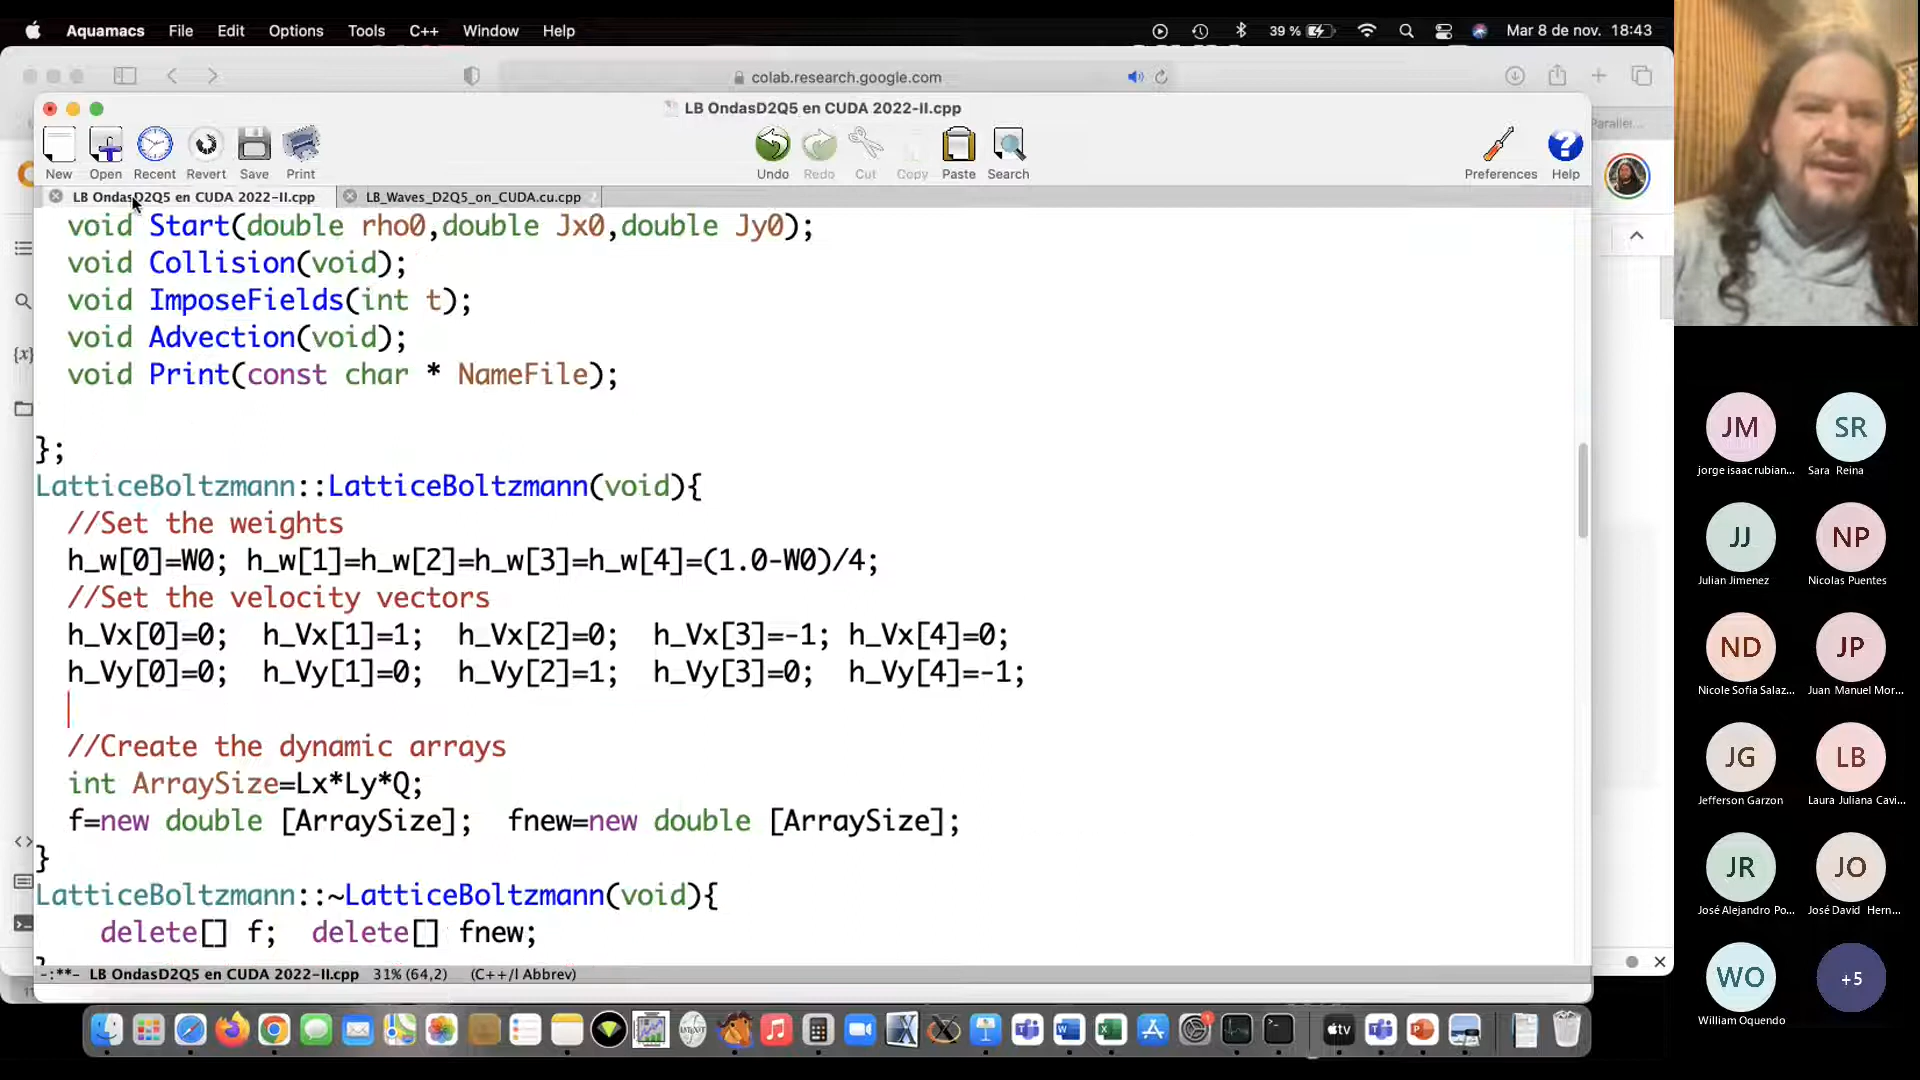 Aquamacs File Edit Options Tools C++ Window Help 39 % Mar 8 de nov. 18:43
colab.research.google.com
LB OndasD2Q5 en CUDA 2022-II.cpp
New Open Recent Revert Save Print Undo Redo Cut Copy Paste Search Preferences Help
LB OndasD2Q5 en CUDA 2022-II.cpp LB_Waves_D2Q5_on_CUDA.cu.cpp
void Start(double rho0,double Jx0,double Jy0);
void Collision(void);
void ImposeFields(int t);
void Advection(void);
void Print(const char * NameFile);
};
LatticeBoltzmann::LatticeBoltzmann(void){
//Set the weights
h_w[0]=W0; h_w[1]=h_w[2]=h_w[3]=h_w[4]=(1.0-W0)/4;
//Set the velocity vectors
h_Vx[0]=0; h_Vx[1]=1; h_Vx[2]=0; h_Vx[3]=-1; h_Vx[4]=0;
h_Vy[0]=0; h_Vy[1]=0; h_Vy[2]=1; h_Vy[3]=0; h_Vy[4]=-1;
//Create the dynamic arrays
int ArraySize=Lx*Ly*Q;
f=new double [ArraySize]; fnew=new double [ArraySize];
}
LatticeBoltzmann::~LatticeBoltzmann(void){
delete[] f; delete[] fnew;
-:**- LB OndasD2Q5 en CUDA 2022-II.cpp 31% (64,2) (C++/l Abbrev)
tv
JM SR
jorge isaac rubian... Sara Reina
JJ NP
Julian Jimenez Nicolas Puentes
ND JP
Nicole Sofia Salaz... Juan Manuel Mor...
JG LB
Jefferson Garzon Laura Juliana Cavi...
JR JO
José Alejandro Po... José David Hern...
WO +5
William Oquendo